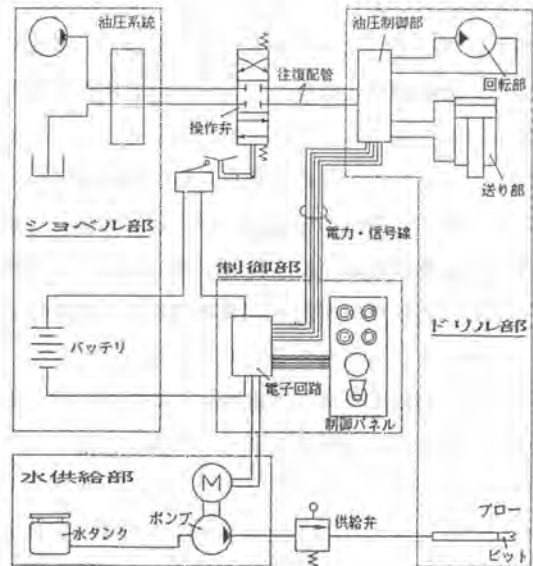 油圧系統
油圧制御部
往復配管
回転部
操作弁
送り部
ショベル部
電力・信号線
制御部
ドリル部
バッテリ
電子回路
制御パネル
水供給部
M
ブロー
ポンプ
供給弁
水タンク
ビット